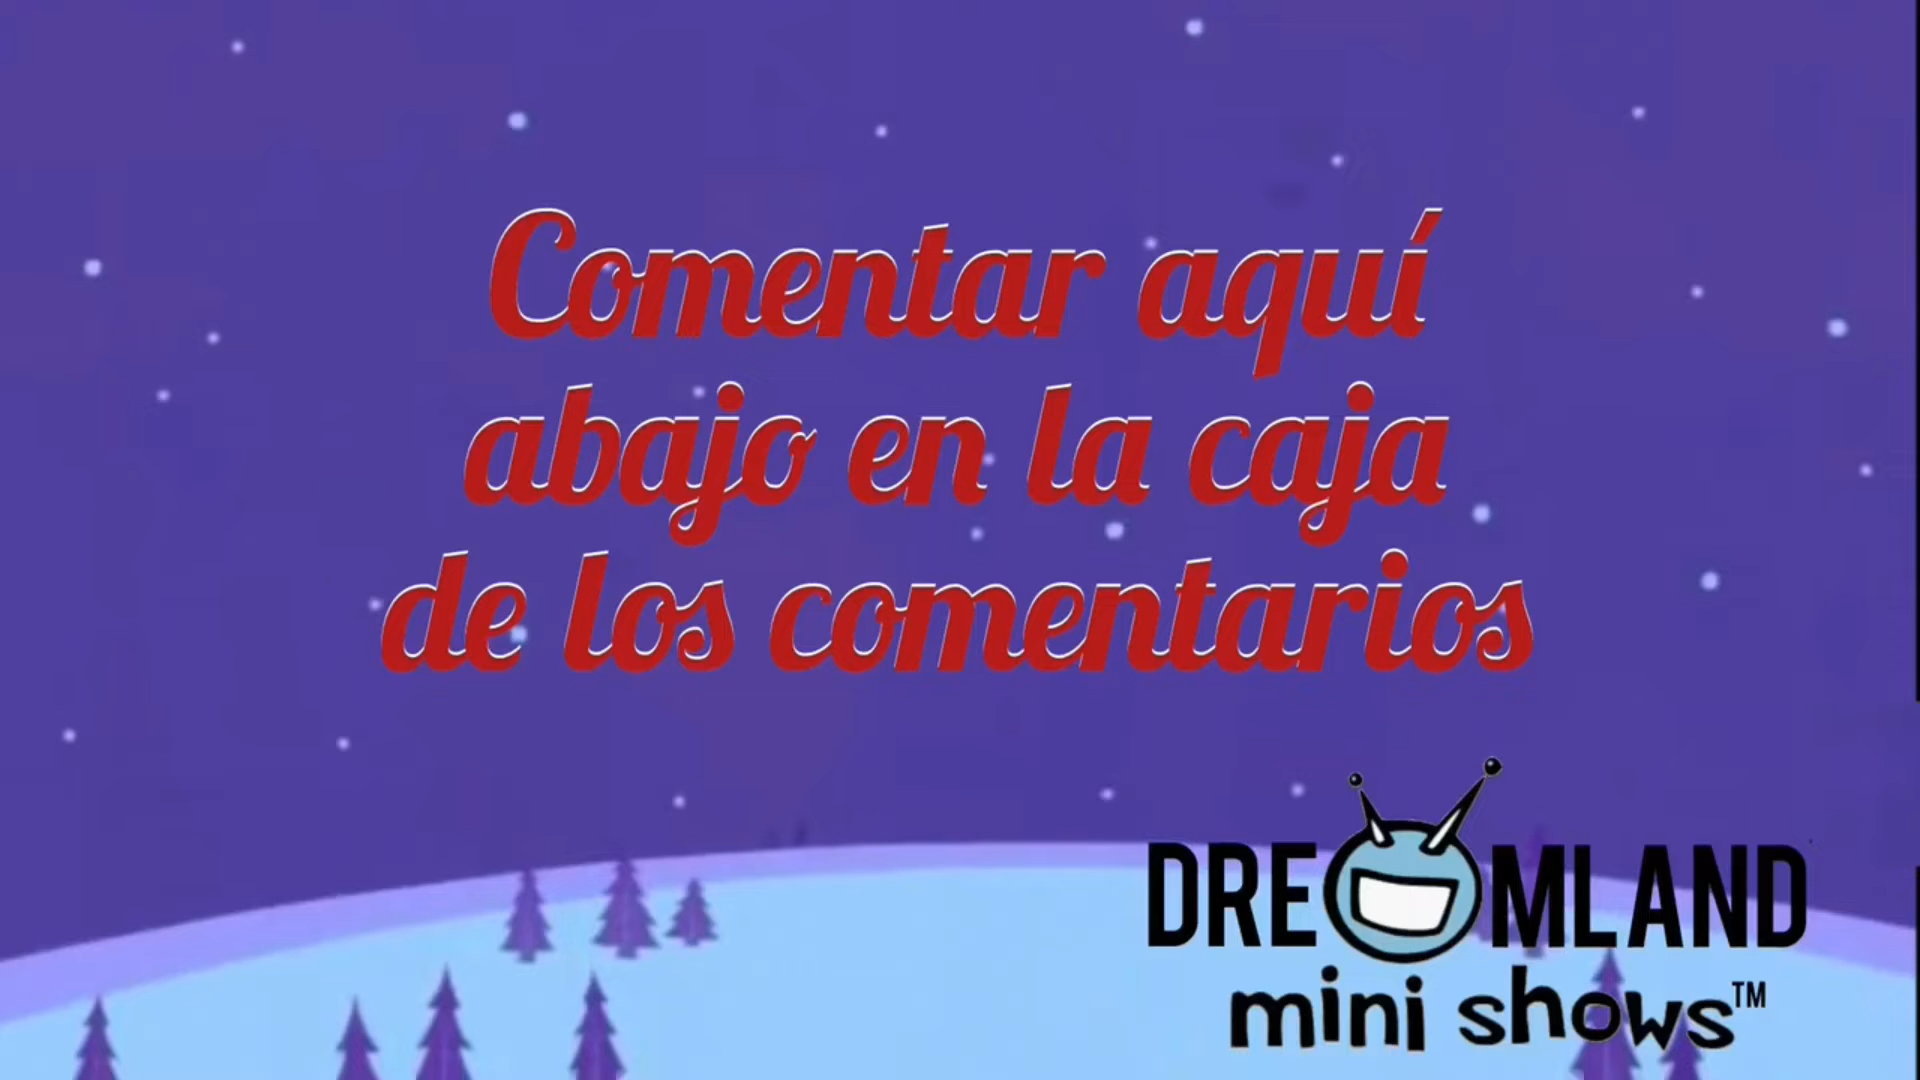 Comentar aquí
abajo en la caja
de los comentarios
DREAMLAND
mini shows™